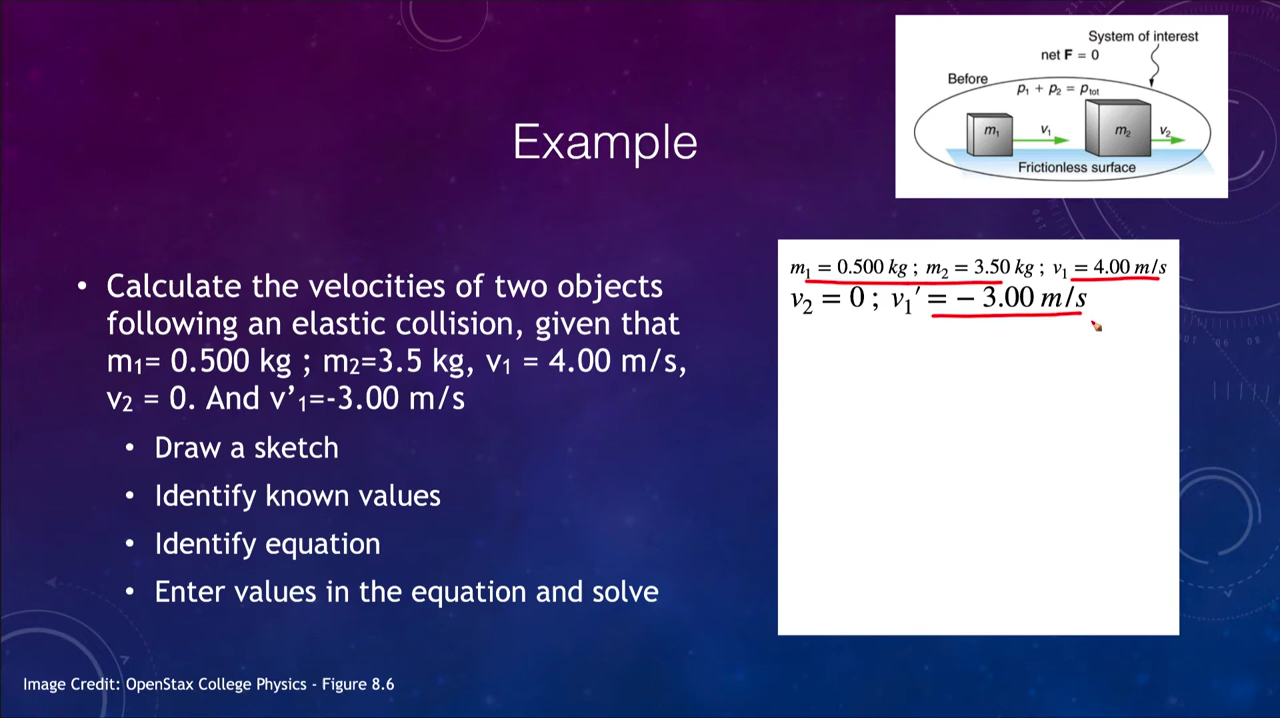 System of interest
net F = 0
Before
p₁ + p₂ = pₜₒₜ
m₁
v₁
m₂
v₂
Frictionless surface
Example
• Calculate the velocities of two objects
following an elastic collision, given that
m₁= 0.500 kg ; m₂=3.5 kg, v₁ = 4.00 m/s,
v₂ = 0. And v’₁=-3.00 m/s
• Draw a sketch
• Identify known values
• Identify equation
• Enter values in the equation and solve
m₁ = 0.500 kg ; m₂ = 3.50 kg ; v₁ = 4.00 m/s
v₂ = 0 ; v₁′ = − 3.00 m/s
Image Credit: OpenStax College Physics - Figure 8.6